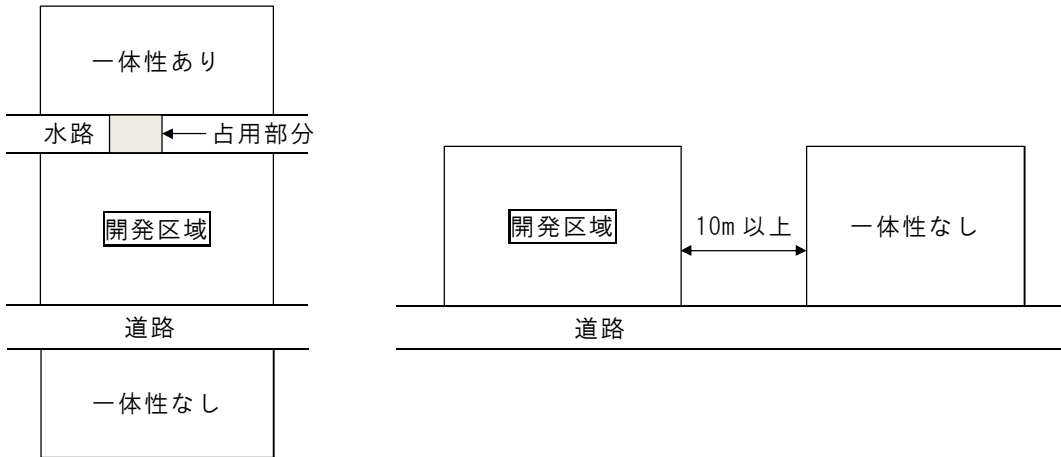 一体性あり
水路
占用部分
開発区域
道路
一体性なし
開発区域
10m 以上
一体性なし
道路